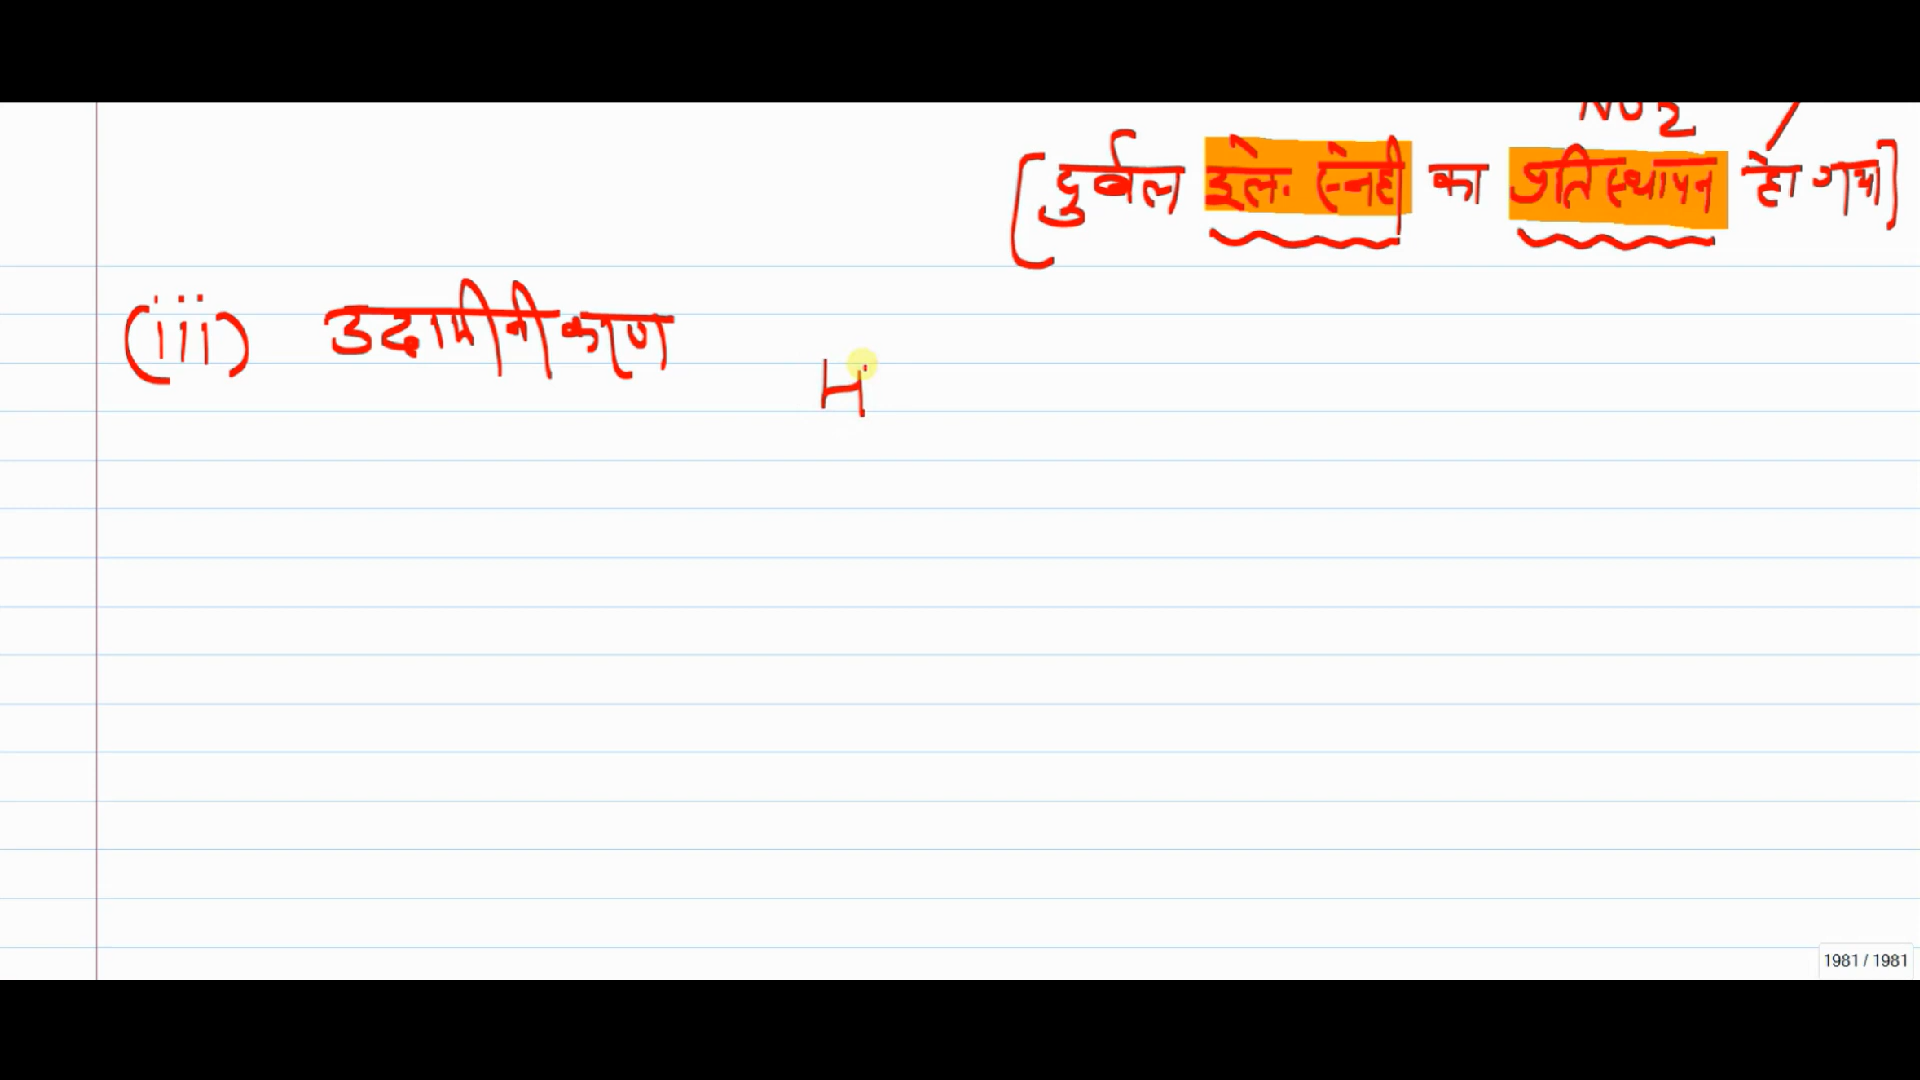 NO2 /
[दुर्बल इले. स्नेही का प्रतिस्थापन हो गया]
(iii) उदासीनीकरण
H
1981 / 1981